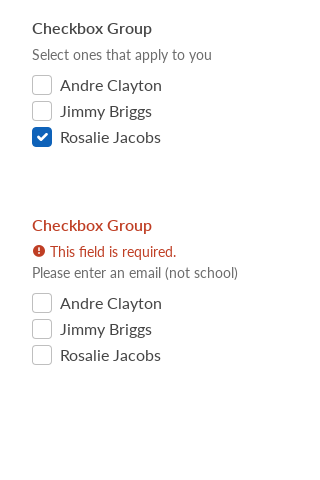 Checkbox Group
Select ones that apply to you
Andre Clayton
Jimmy Briggs
Rosalie Jacobs
Checkbox Group
This field is required.
Please enter an email (not school)
Andre Clayton
Jimmy Briggs
Rosalie Jacobs